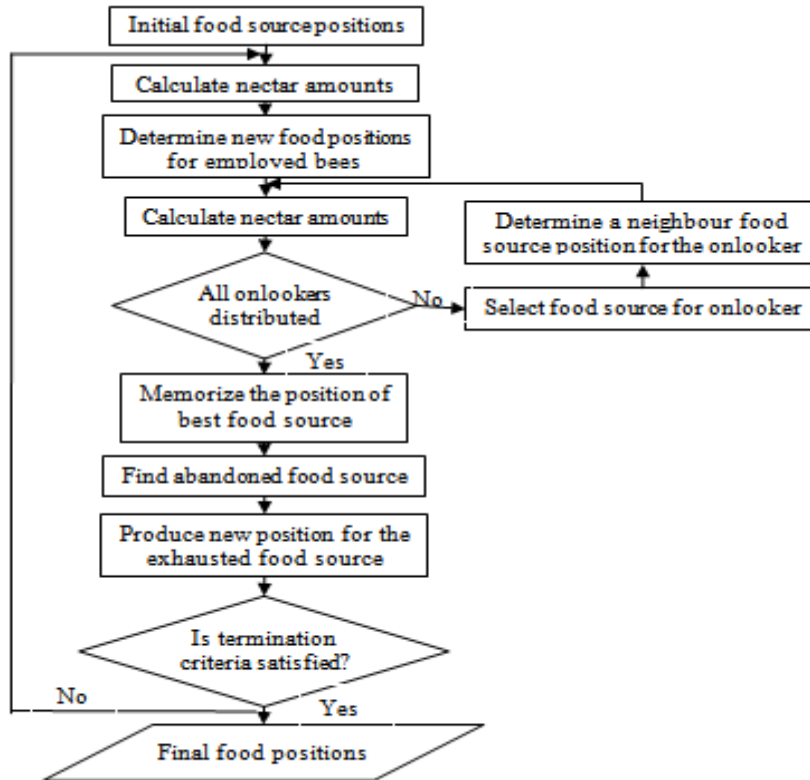 Initial food source positions
Calculate nectar amounts
Determine new food positions
for employed bees
Calculate nectar amounts
Determine a neighbour food
source position for the onlooker
All onlookers
distributed
No
Select food source for onlooker
Yes
Memorize the position of
best food source
Find abandoned food source
Produce new position for the
exhausted food source
Is termination
criteria satisfied?
No
Yes
Final food positions